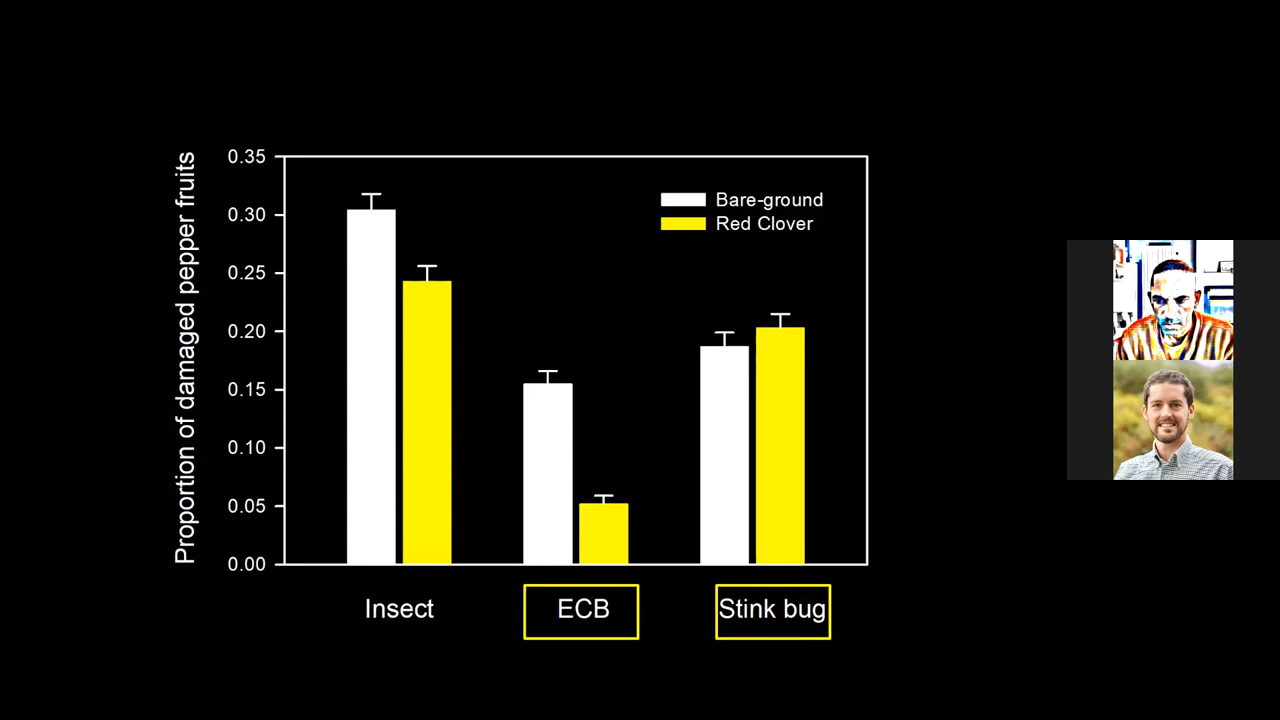 Proportion of damaged pepper fruits
0.35
0.30
0.25
0.20
0.15
0.10
0.05
0.00
Bare-ground
Red Clover
Insect
ECB
Stink bug